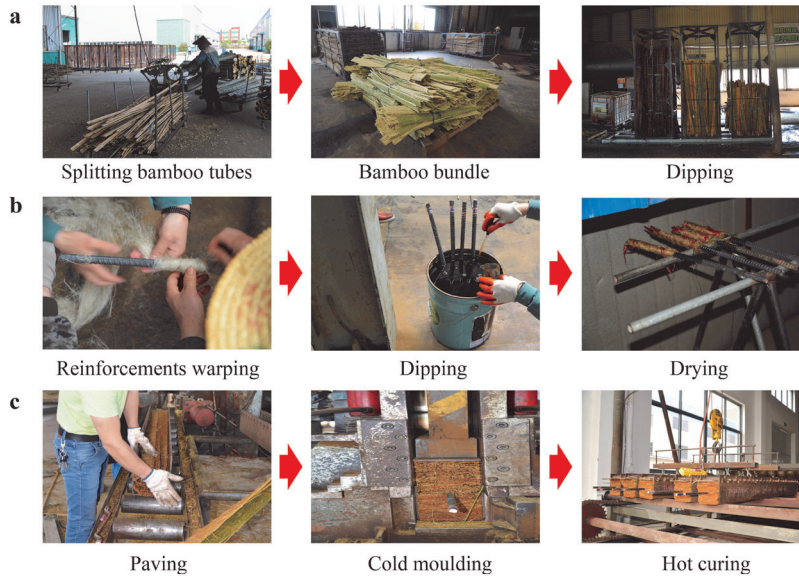 a
Splitting bamboo tubes
Bamboo bundle
Dipping
b
Reinforcements warping
Dipping
Drying
c
Paving
Cold moulding
Hot curing